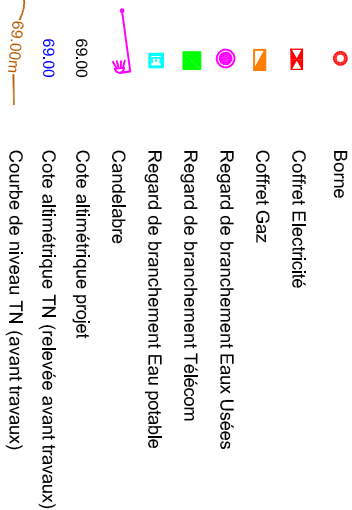 Borne
Coffret Electricité
Coffret Gaz
Regard de branchement Eaux Usées
Regard de branchement Télécom
Regard de branchement Eau potable
Candelabre
69.00 Cote altimétrique projet
69.00 Cote altimétrique TN (relevée avant travaux)
69.00m Courbe de niveau TN (avant travaux)